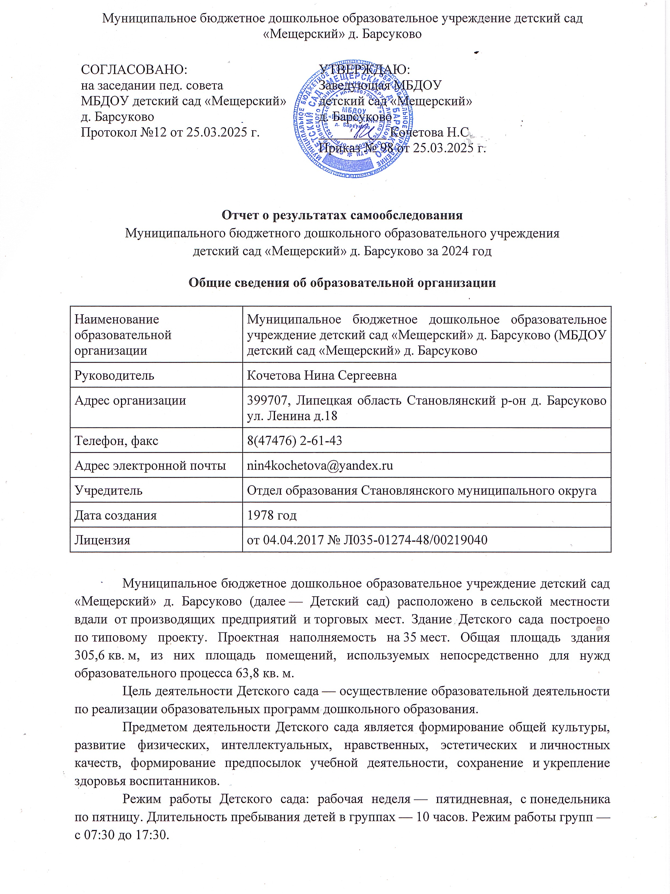 Муниципальное бюджетное дошкольное образовательное учреждение детский сад
«Мещерский» д. Барсуково
СОГЛАСОВАНО:
на заседании пед. совета
МБДОУ детский сад «Мещерский»
д. Барсуково
Протокол №12 от 25.03.2025 г.
УТВЕРЖДАЮ:
Заведующая МБДОУ
детский сад «Мещерский»
д. Барсуково
Кочетова Н.С.
Приказ № 98 от 25.03.2025 г.
Отчет о результатах самообследования
Муниципального бюджетного дошкольного образовательного учреждения
детский сад «Мещерский» д. Барсуково за 2024 год
Общие сведения об образовательной организации
Наименование
образовательной
организации
Муниципальное бюджетное дошкольное образовательное
учреждение детский сад «Мещерский» д. Барсуково (МБДОУ
детский сад «Мещерский» д. Барсуково
Руководитель
Кочетова Нина Сергеевна
Адрес организации
399707, Липецкая область Становлянский р-он д. Барсуково
ул. Ленина д.18
Телефон, факс
8(47476) 2-61-43
Адрес электронной почты
nin4kochetova@yandex.ru
Учредитель
Отдел образования Становлянского муниципального округа
Дата создания
1978 год
Лицензия
от 04.04.2017 № Л035-01274-48/00219040
Муниципальное бюджетное дошкольное образовательное учреждение детский сад
«Мещерский» д. Барсуково (далее — Детский сад) расположено в сельской местности
вдали от производящих предприятий и торговых мест. Здание Детского сада построено
по типовому проекту. Проектная наполняемость на 35 мест. Общая площадь здания
305,6 кв. м, из них площадь помещений, используемых непосредственно для нужд
образовательного процесса 63,8 кв. м.
Цель деятельности Детского сада — осуществление образовательной деятельности
по реализации образовательных программ дошкольного образования.
Предметом деятельности Детского сада является формирование общей культуры,
развитие физических, интеллектуальных, нравственных, эстетических и личностных
качеств, формирование предпосылок учебной деятельности, сохранение и укрепление
здоровья воспитанников.
Режим работы Детского сада: рабочая неделя — пятидневная, с понедельника
по пятницу. Длительность пребывания детей в группах — 10 часов. Режим работы групп —
с 07:30 до 17:30.